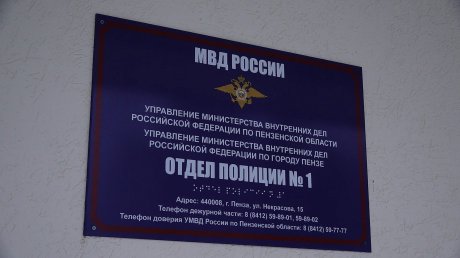 МВД РОССИИ
УПРАВЛЕНИЕ МИНИСТЕРСТВА ВНУТРЕННИХ ДЕЛ
РОССИЙСКОЙ ФЕДЕРАЦИИ ПО ПЕНЗЕНСКОЙ ОБЛАСТИ
УПРАВЛЕНИЕ МИНИСТЕРСТВА ВНУТРЕННИХ ДЕЛ
РОССИЙСКОЙ ФЕДЕРАЦИИ ПО ГОРОДУ ПЕНЗЕ
ОТДЕЛ ПОЛИЦИИ № 1
Адрес: 440008, г. Пенза, ул. Некрасова, 15
Телефон дежурной части: 8 (8412) 59-89-01, 59-89-02
Телефон доверия УМВД России по Пензенской области: 8 (8412) 59-77-77